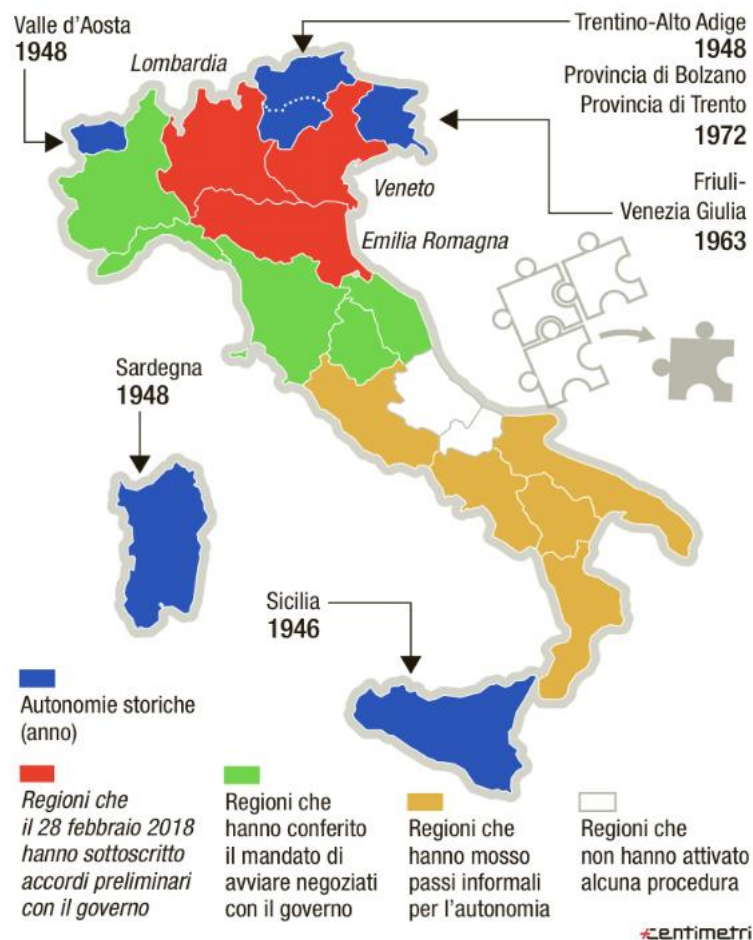 Valle d'Aosta
1948
Lombardia
Trentino-Alto Adige
1948
Provincia di Bolzano
Provincia di Trento
1972
Friuli-
Venezia Giulia
1963
Veneto
Emilia Romagna
Sardegna
1948
Sicilia
1946
Autonomie storiche
(anno)
Regioni che
il 28 febbraio 2018
hanno sottoscritto
accordi preliminari
con il governo
Regioni che
hanno conferito
il mandato di
avviare negoziati
con il governo
Regioni che
hanno mosso
passi informali
per l'autonomia
Regioni che
non hanno attivato
alcuna procedura
centimetri